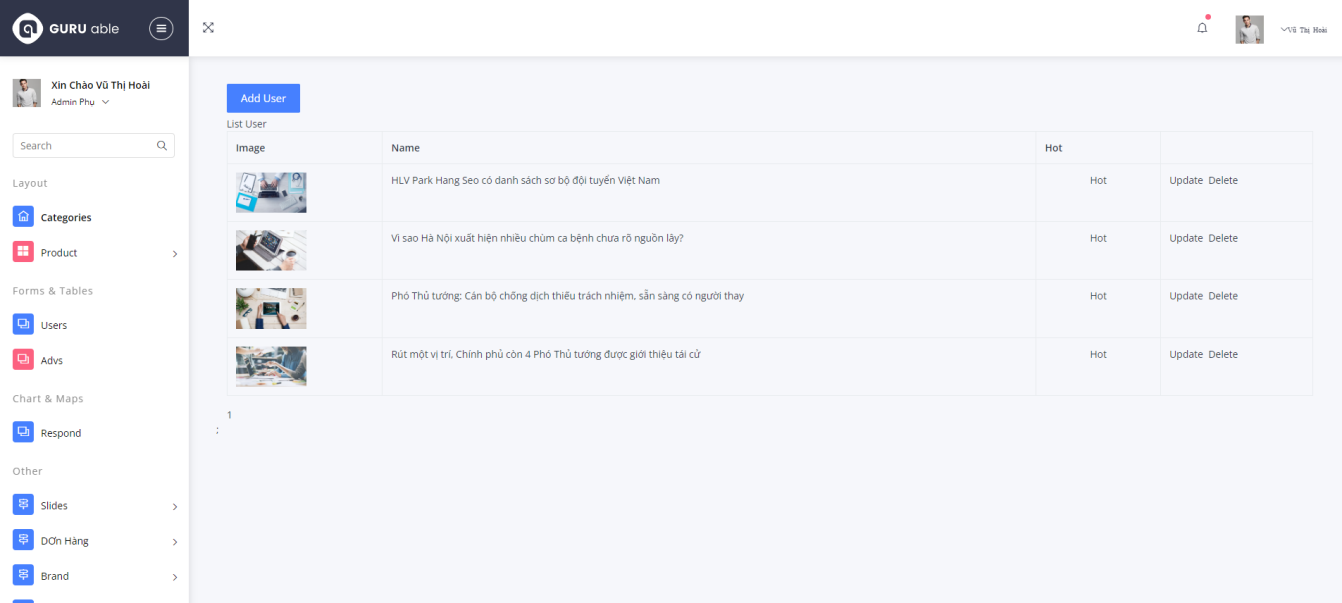 GURU able
Vũ Thị Hoài
Xin Chào Vũ Thị Hoài
Admin Phụ
Search
Layout
Categories
Product
Forms & Tables
Users
Advs
Chart & Maps
Respond
Other
Slides
DƠn Hàng
Brand
Add User
List User
Image Name Hot
HLV Park Hang Seo có danh sách sơ bộ đội tuyển Việt Nam Hot Update Delete
Vì sao Hà Nội xuất hiện nhiều chùm ca bệnh chưa rõ nguồn lây? Hot Update Delete
Phó Thủ tướng: Cán bộ chống dịch thiếu trách nhiệm, sẵn sàng có người thay Hot Update Delete
Rút một vị trí, Chính phủ còn 4 Phó Thủ tướng được giới thiệu tái cử Hot Update Delete
1
;